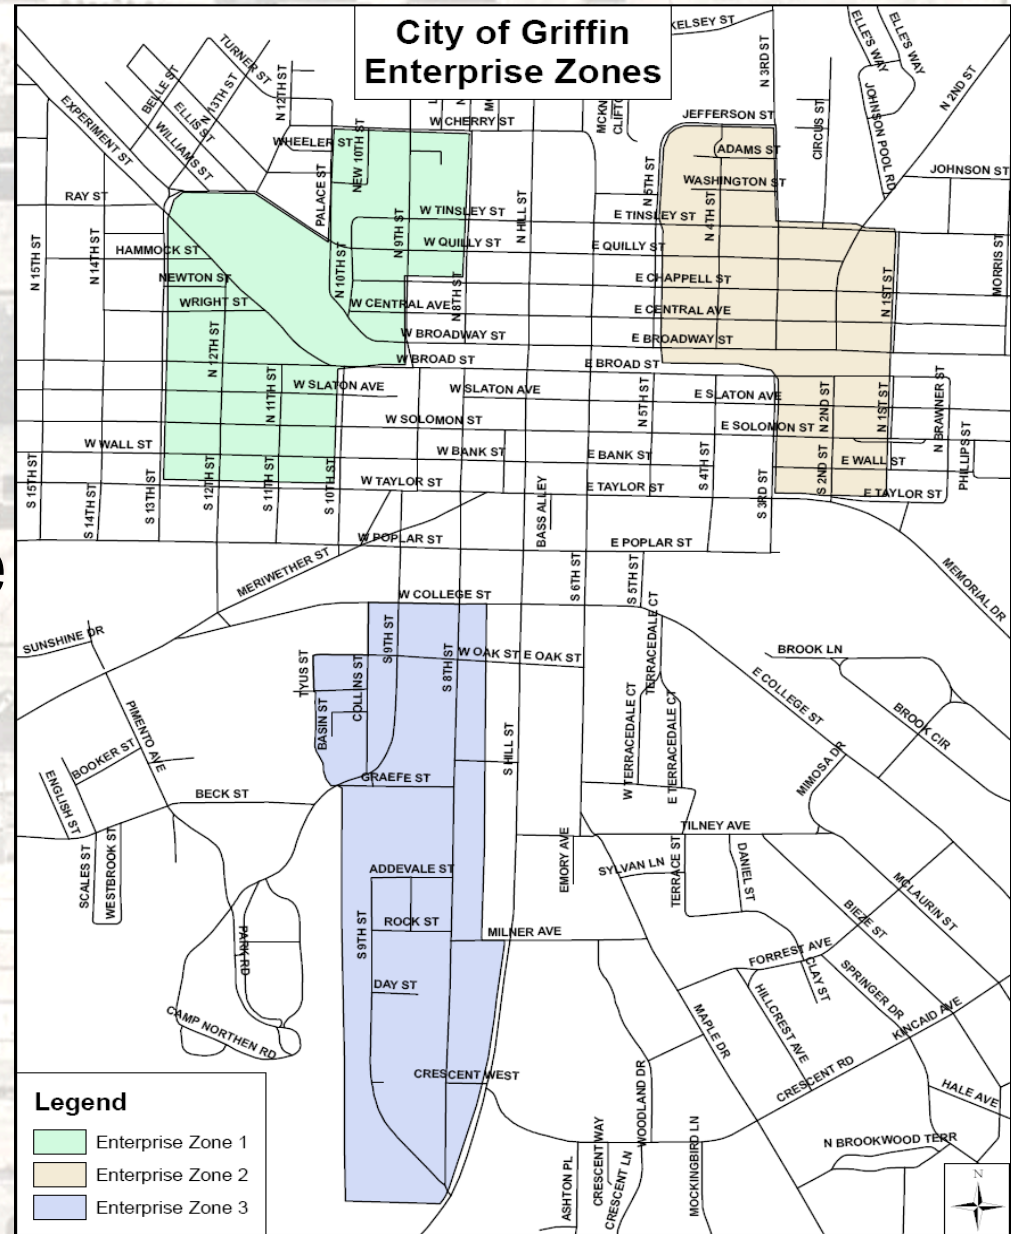 City of Griffin
Enterprise Zones
KELSEY ST
N 3RD ST
ELLE'S WAY
ELLE'S WAY
TURNER ST
N 12TH ST
BELLE ST
N 13TH ST
ELLIS ST
WILLIAMS ST
EXPERIMENT ST
WHEELER ST
NEW 10TH ST
W CHERRY ST
JEFFERSON ST
ADAMS ST
WASHINGTON ST
CIRCUS ST
JOHNSON POOL RD
N 2ND ST
JOHNSON ST
RAY ST
PALACE ST
W TINSLEY ST
E TINSLEY ST
N HILL ST
N 5TH ST
N 4TH ST
N 15TH ST
N 14TH ST
HAMMOCK ST
N 9TH ST
W QUILLY ST
E QUILLY ST
MORRIS ST
NEWTON ST
N 10TH ST
N 8TH ST
E CHAPPELL ST
N 1ST ST
WRIGHT ST
W CENTRAL AVE
E CENTRAL AVE
N 12TH ST
W BROADWAY ST
E BROADWAY ST
W BROAD ST
E BROAD ST
N 11TH ST
W SLATON AVE
W SLATON AVE
N 5TH ST
E SLATON AVE
N 2ND ST
N 1ST ST
N BRAWNER ST
W SOLOMON ST
E SOLOMON ST
W WALL ST
W BANK ST
E BANK ST
E WALL ST
PHILLIPS ST
S 15TH ST
S 14TH ST
S 13TH ST
S 12TH ST
S 11TH ST
S 10TH ST
W TAYLOR ST
E TAYLOR ST
S 4TH ST
S 3RD ST
S 2ND ST
E TAYLOR ST
BASS ALLEY
W POPLAR ST
E POPLAR ST
MERIWETHER ST
S 6TH ST
S 5TH ST
MEMORIAL DR
W COLLEGE ST
SUNSHINE DR
S 9TH ST
S 8TH ST
W OAK ST
E OAK ST
TERRACEDALE CT
BROOK LN
TYUS ST
COLLINS ST
BASIN ST
E COLLEGE ST
BROOK CIR
PIMENTO AVE
BOOKER ST
ENGLISH ST
S HILL ST
W TERRACEDALE CT
E TERRACEDALE CT
MIMOSA DR
GRAEFE ST
BECK ST
TILNEY AVE
SCALES ST
WESTBROOK ST
ADDEVALE ST
EMORY AVE
SYLVAN LN
TERRACE ST
DANIEL ST
MCLAURIN ST
BIEZE ST
S 9TH ST
ROCK ST
MILNER AVE
FORREST AVE
PARK RD
DAY ST
CLAY ST
SPRINGER DR
HILLCREST AVE
KINCAID AVE
CAMP NORTHEN RD
MAPLE DR
CRESCENT WEST
CRESCENT RD
WOODLAND DR
HALE AVE
N BROOKWOOD TERR
ASHTON PL
CRESCENT WAY
CRESCENT LN
MOCKINGBIRD LN
Legend
Enterprise Zone 1
Enterprise Zone 2
Enterprise Zone 3
N